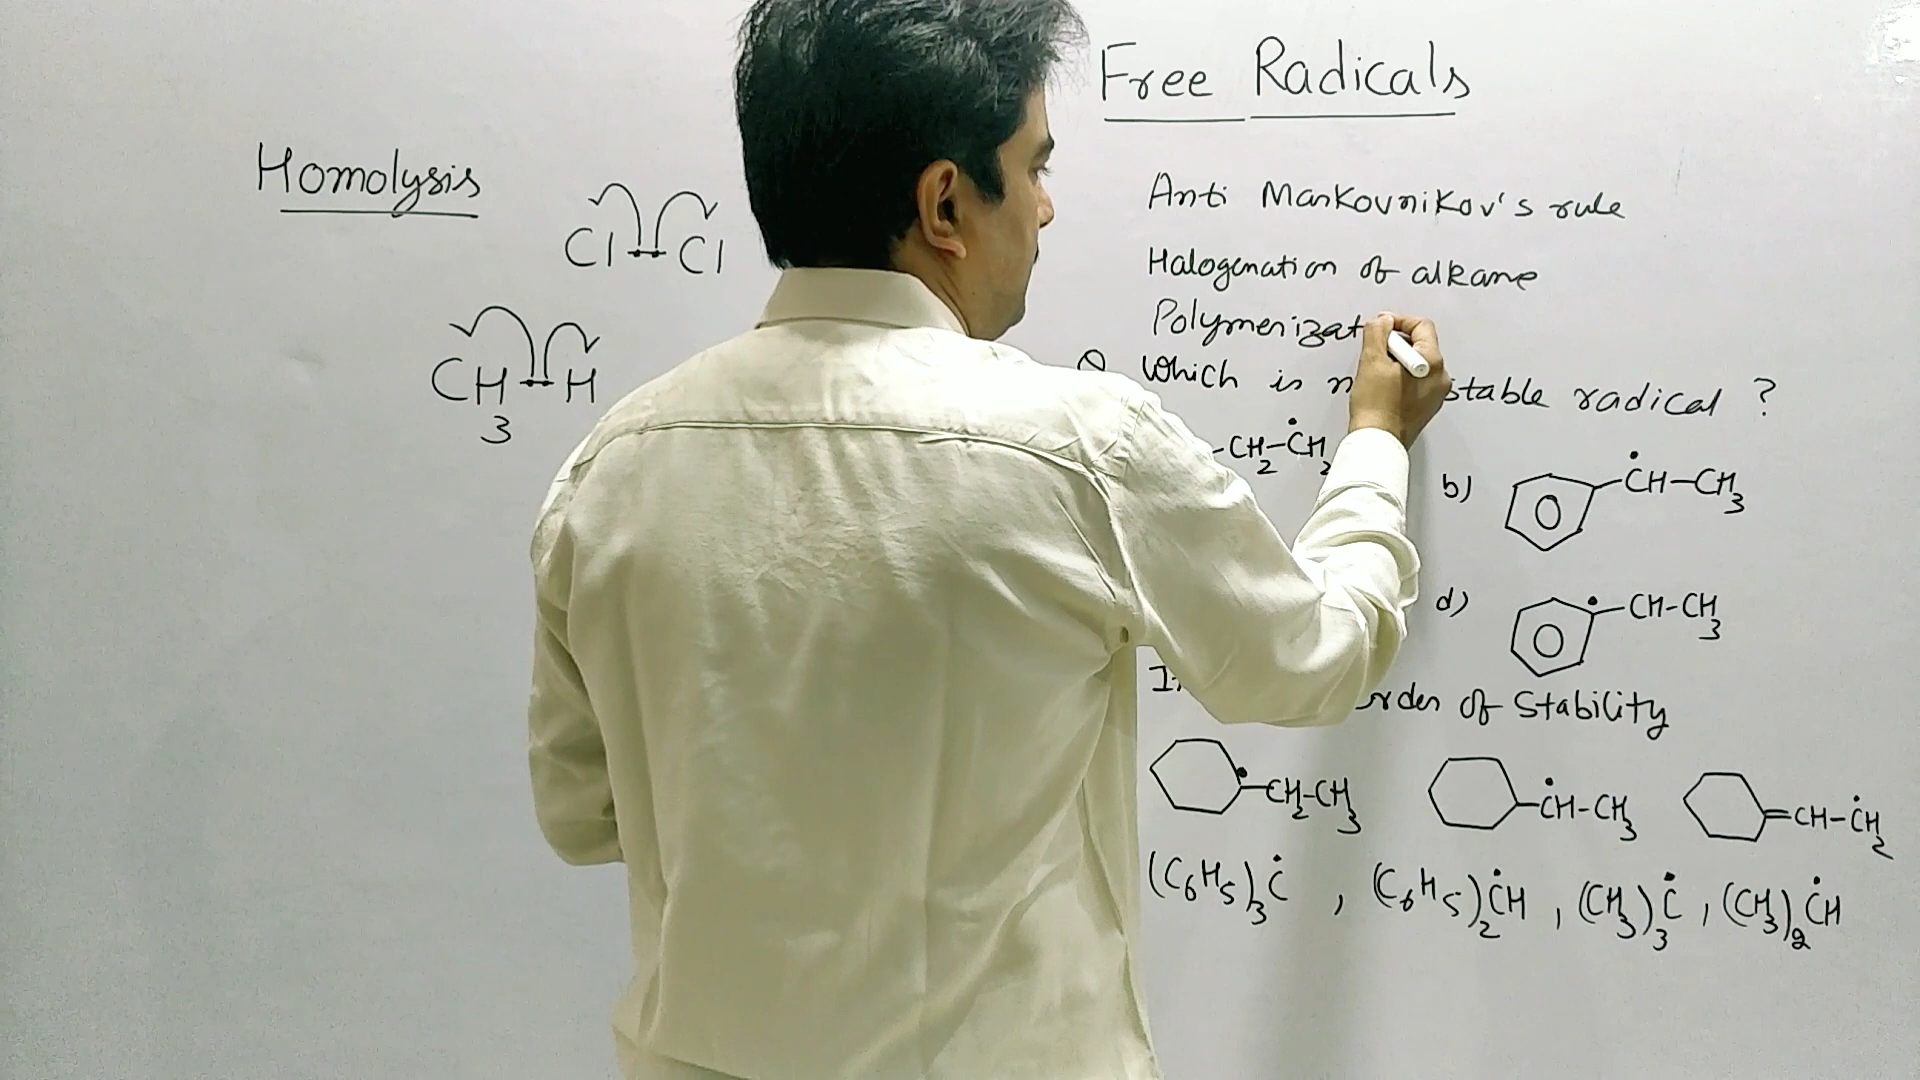 Free Radicals
Homolysis
Cl Cl
CH3 H
Anti Markovnikov's rule
Halogenation of alkane
Polymerizat
Q Which is stable radical ?
-CH2-ĊH2
b) ĊH-CH3
d) CH-CH3
rder of Stability
CH2-CH3 ĊH-CH3 =CH-ĊH2
(C6H5)3Ċ , (C6H5)2ĊH , (CH3)3Ċ , (CH3)2ĊH